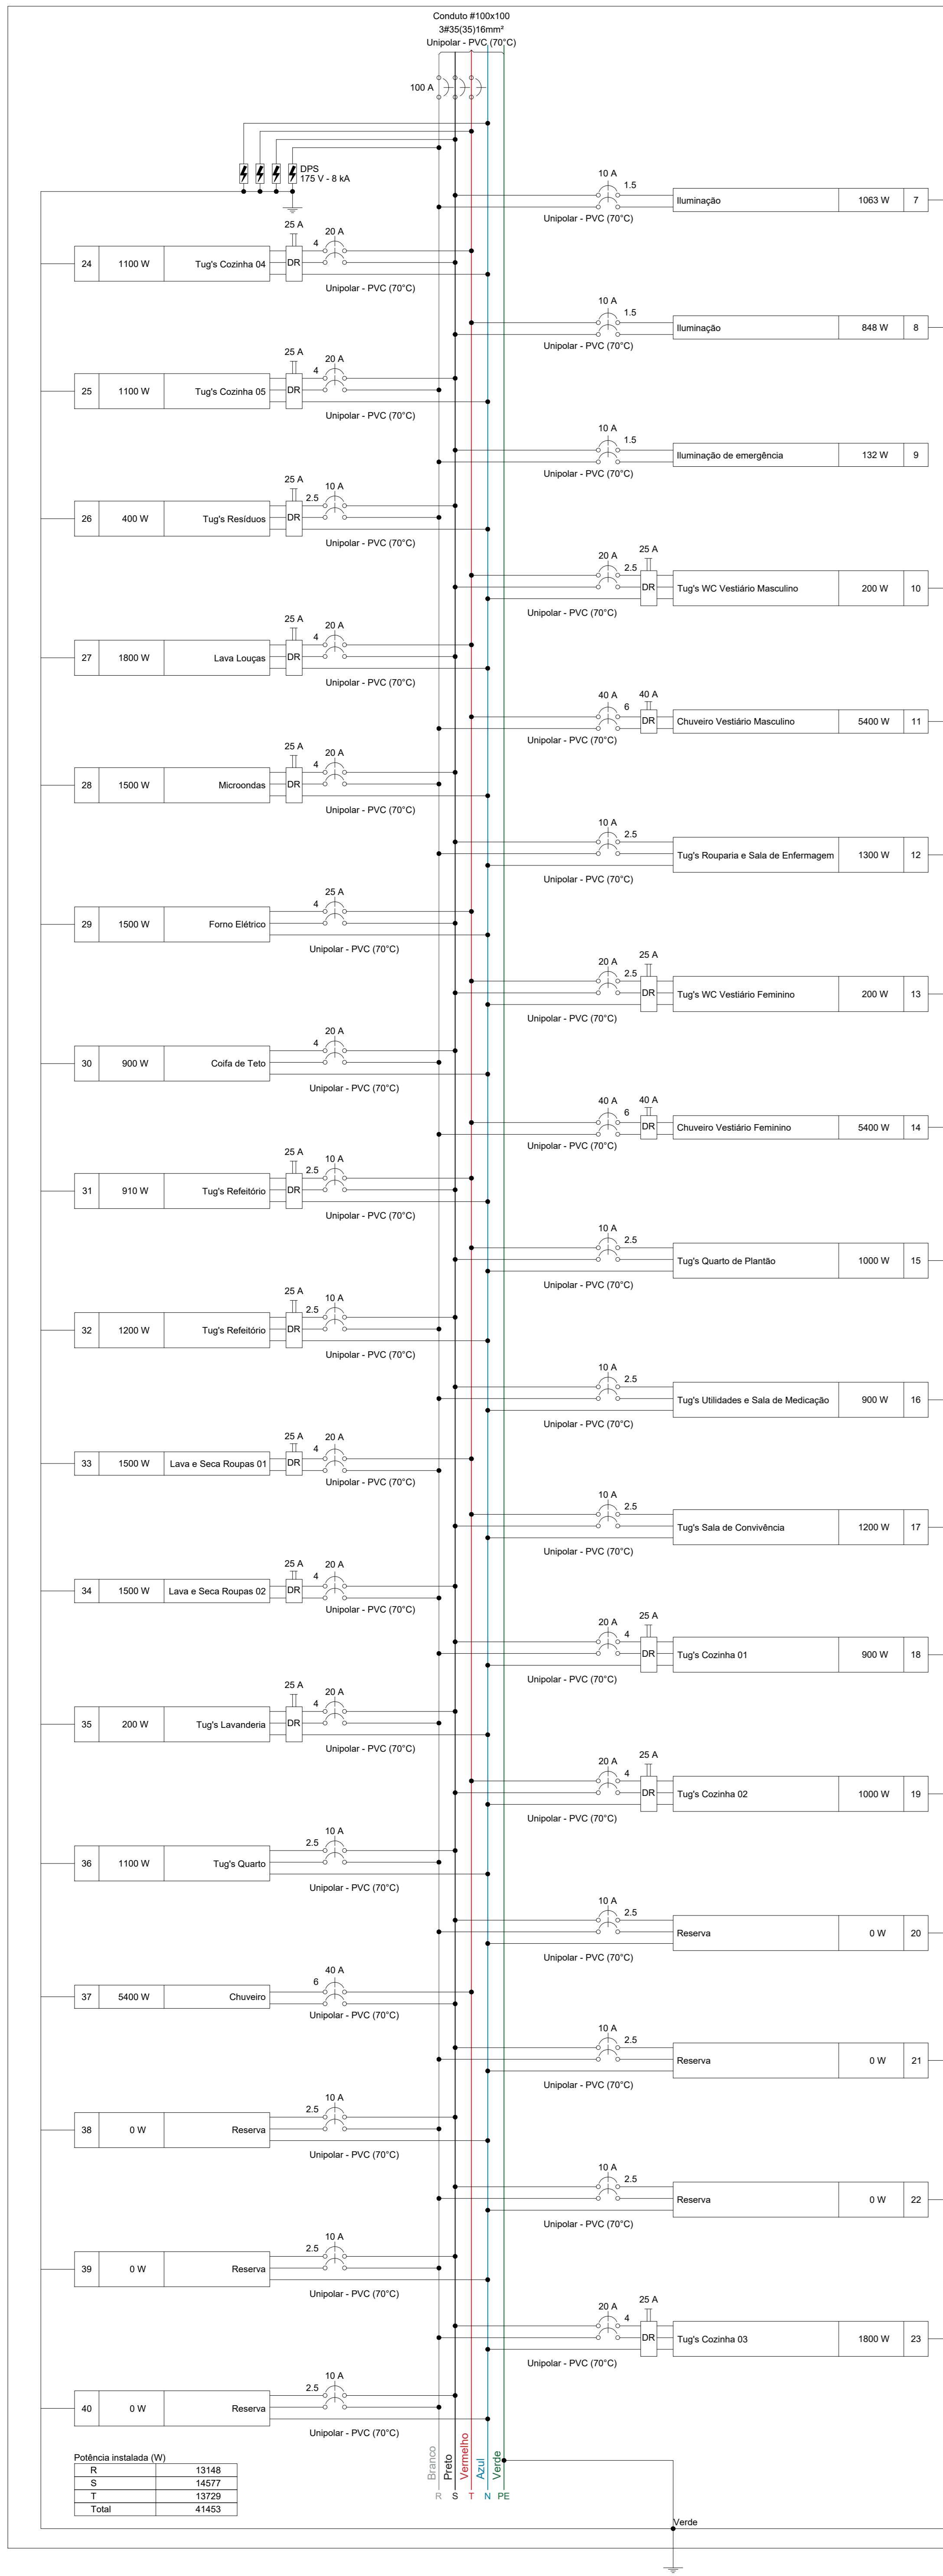 Conduto #100x100
3#35(35)16mm²
Unipolar - PVC (70°C)
100 A
DPS
175 V - 8 kA
10 A
1.5
Iluminação 1063 W 7
Unipolar - PVC (70°C)
25 A
20 A
4
24 1100 W Tug's Cozinha 04 DR
Unipolar - PVC (70°C)
10 A
1.5
Iluminação 848 W 8
Unipolar - PVC (70°C)
25 A
20 A
4
25 1100 W Tug's Cozinha 05 DR
Unipolar - PVC (70°C)
10 A
1.5
Iluminação de emergência 132 W 9
Unipolar - PVC (70°C)
25 A
10 A
2.5
26 400 W Tug's Resíduos DR
Unipolar - PVC (70°C)
20 A
25 A
2.5
DR Tug's WC Vestiário Masculino 200 W 10
Unipolar - PVC (70°C)
25 A
20 A
4
27 1800 W Lava Louças DR
Unipolar - PVC (70°C)
40 A
40 A
6
DR Chuveiro Vestiário Masculino 5400 W 11
Unipolar - PVC (70°C)
25 A
20 A
4
28 1500 W Microondas DR
Unipolar - PVC (70°C)
10 A
2.5
Tug's Rouparia e Sala de Enfermagem 1300 W 12
Unipolar - PVC (70°C)
25 A
4
29 1500 W Forno Elétrico
Unipolar - PVC (70°C)
20 A
25 A
2.5
DR Tug's WC Vestiário Feminino 200 W 13
Unipolar - PVC (70°C)
20 A
4
30 900 W Coifa de Teto
Unipolar - PVC (70°C)
40 A
40 A
6
DR Chuveiro Vestiário Feminino 5400 W 14
Unipolar - PVC (70°C)
25 A
10 A
2.5
31 910 W Tug's Refeitório DR
Unipolar - PVC (70°C)
10 A
2.5
Tug's Quarto de Plantão 1000 W 15
Unipolar - PVC (70°C)
25 A
10 A
2.5
32 1200 W Tug's Refeitório DR
Unipolar - PVC (70°C)
10 A
2.5
Tug's Utilidades e Sala de Medicação 900 W 16
Unipolar - PVC (70°C)
25 A
20 A
4
33 1500 W Lava e Seca Roupas 01 DR
Unipolar - PVC (70°C)
10 A
2.5
Tug's Sala de Convivência 1200 W 17
Unipolar - PVC (70°C)
25 A
20 A
4
34 1500 W Lava e Seca Roupas 02 DR
Unipolar - PVC (70°C)
20 A
25 A
4
DR Tug's Cozinha 01 900 W 18
Unipolar - PVC (70°C)
25 A
20 A
4
35 200 W Tug's Lavanderia DR
Unipolar - PVC (70°C)
20 A
25 A
4
DR Tug's Cozinha 02 1000 W 19
Unipolar - PVC (70°C)
10 A
2.5
36 1100 W Tug's Quarto
Unipolar - PVC (70°C)
10 A
2.5
Reserva 0 W 20
Unipolar - PVC (70°C)
40 A
6
37 5400 W Chuveiro
Unipolar - PVC (70°C)
10 A
2.5
Reserva 0 W 21
Unipolar - PVC (70°C)
10 A
2.5
38 0 W Reserva
Unipolar - PVC (70°C)
10 A
2.5
Reserva 0 W 22
Unipolar - PVC (70°C)
10 A
2.5
39 0 W Reserva
Unipolar - PVC (70°C)
20 A
25 A
4
DR Tug's Cozinha 03 1800 W 23
Unipolar - PVC (70°C)
10 A
2.5
40 0 W Reserva
Unipolar - PVC (70°C)
Branco Preto Vermelho Azul Verde
R S T N PE
Potência instalada (W)
R 13148
S 14577
T 13729
Total 41453
Verde